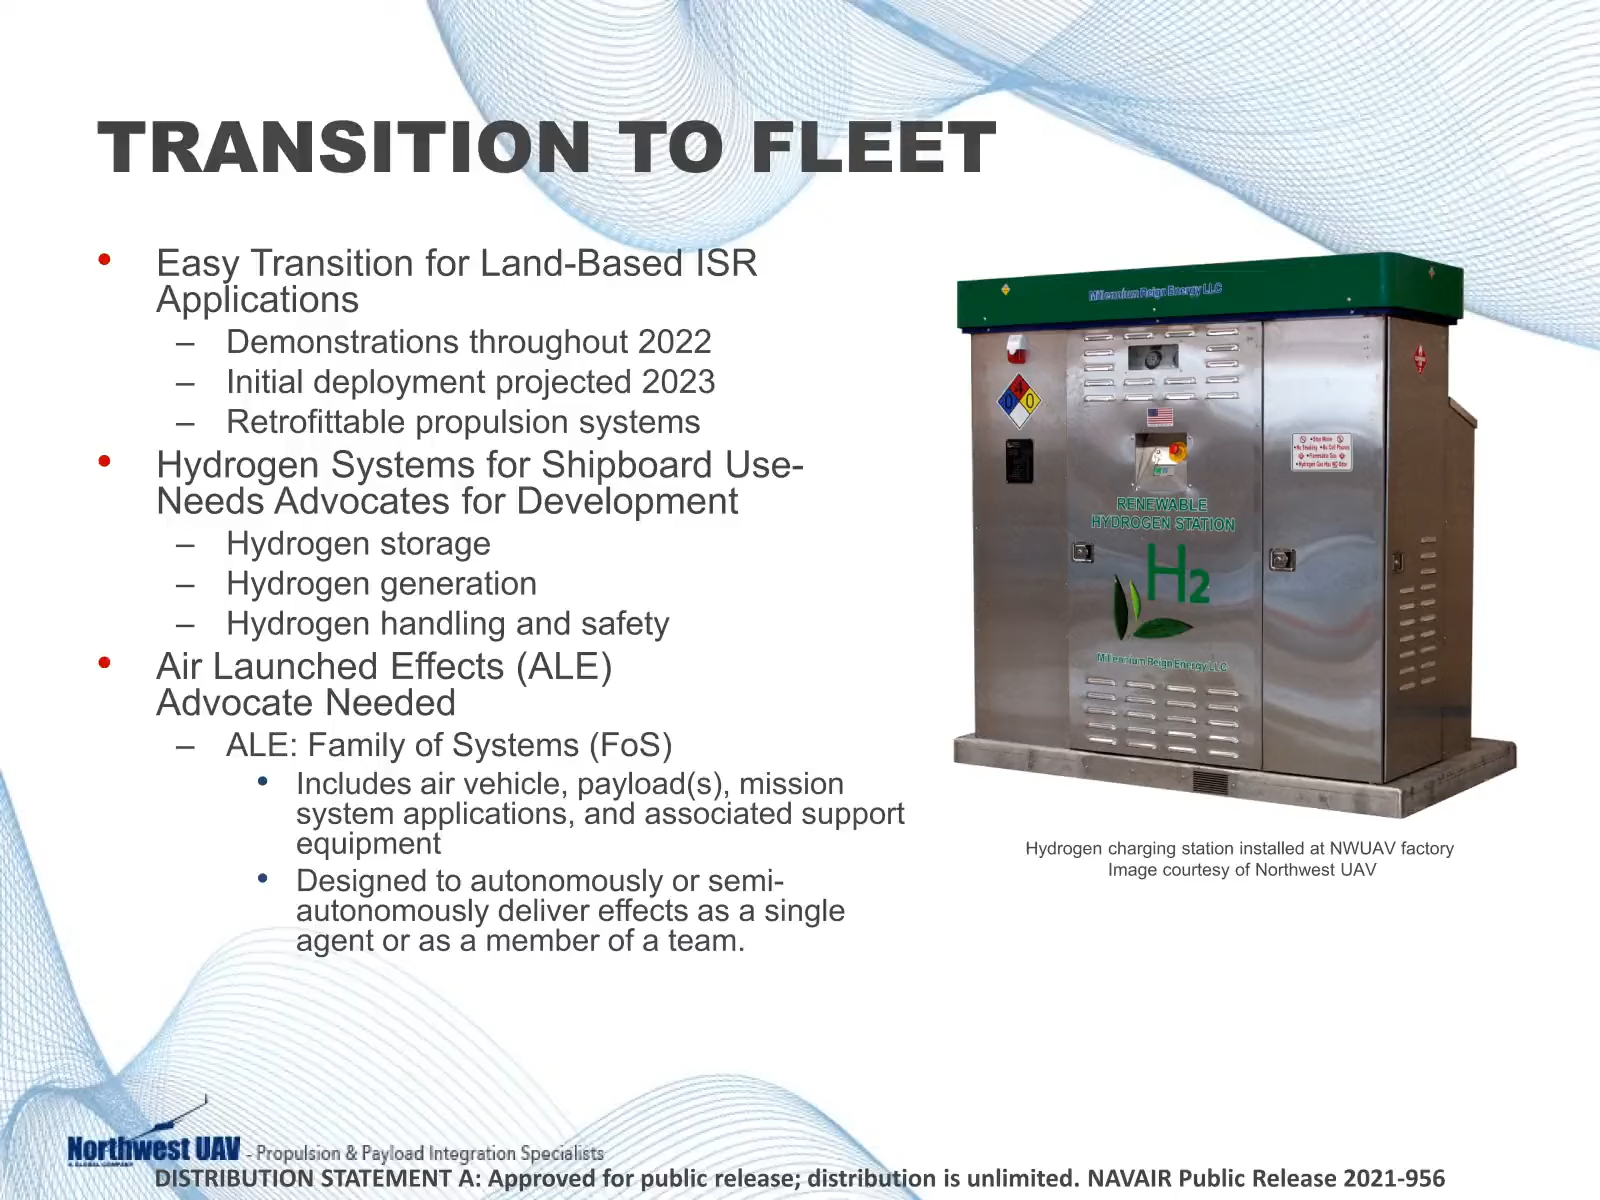 TRANSITION TO FLEET
• Easy Transition for Land-Based ISR
Applications
– Demonstrations throughout 2022
– Initial deployment projected 2023
– Retrofittable propulsion systems
• Hydrogen Systems for Shipboard Use-
Needs Advocates for Development
– Hydrogen storage
– Hydrogen generation
– Hydrogen handling and safety
• Air Launched Effects (ALE)
Advocate Needed
– ALE: Family of Systems (FoS)
• Includes air vehicle, payload(s), mission
system applications, and associated support
equipment
• Designed to autonomously or semi-
autonomously deliver effects as a single
agent or as a member of a team.
Millennium Reign Energy LLC
4
0 0
RENEWABLE
HYDROGEN STATION
H2
Millennium Reign Energy LLC
Hydrogen charging station installed at NWUAV factory
Image courtesy of Northwest UAV
Northwest UAV - Propulsion & Payload Integration Specialists
A GLOBAL COMPANY
DISTRIBUTION STATEMENT A: Approved for public release; distribution is unlimited. NAVAIR Public Release 2021-956